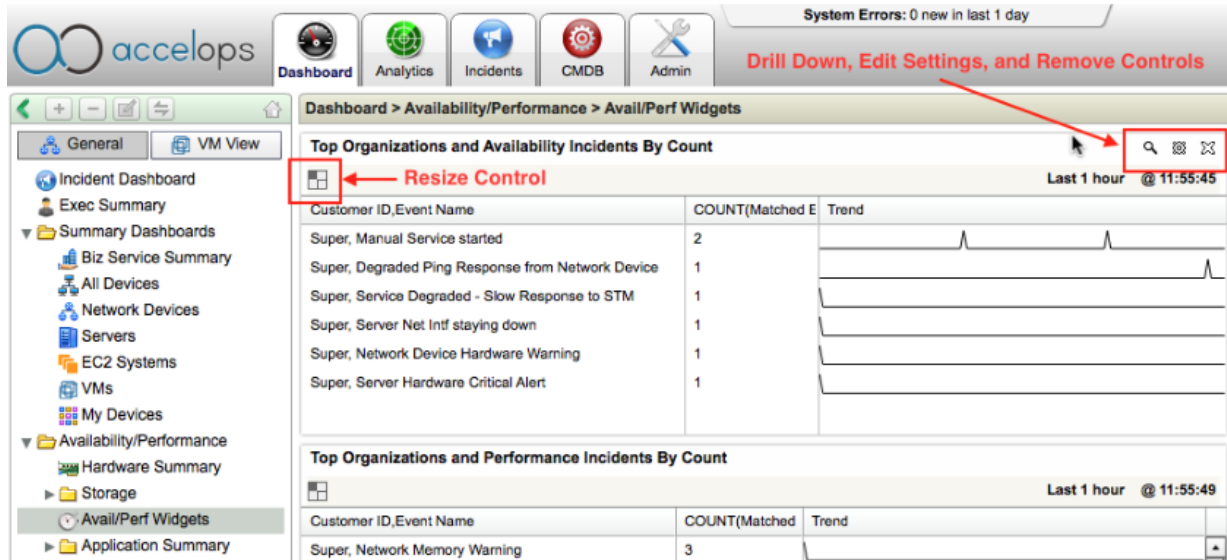 System Errors: 0 new in last 1 day
accelops
Dashboard
Analytics
Incidents
CMDB
Admin
Drill Down, Edit Settings, and Remove Controls
General
VM View
Dashboard > Availability/Performance > Avail/Perf Widgets
Incident Dashboard
Exec Summary
Summary Dashboards
Biz Service Summary
All Devices
Network Devices
Servers
EC2 Systems
VMs
My Devices
Availability/Performance
Hardware Summary
Storage
Avail/Perf Widgets
Application Summary
Top Organizations and Availability Incidents By Count
Resize Control
Last 1 hour @ 11:55:45
Customer ID,Event Name COUNT(Matched E Trend
Super, Manual Service started 2
Super, Degraded Ping Response from Network Device 1
Super, Service Degraded - Slow Response to STM 1
Super, Server Net Intf staying down 1
Super, Network Device Hardware Warning 1
Super, Server Hardware Critical Alert 1
Top Organizations and Performance Incidents By Count
Last 1 hour @ 11:55:49
Customer ID,Event Name COUNT(Matched Trend
Super, Network Memory Warning 3